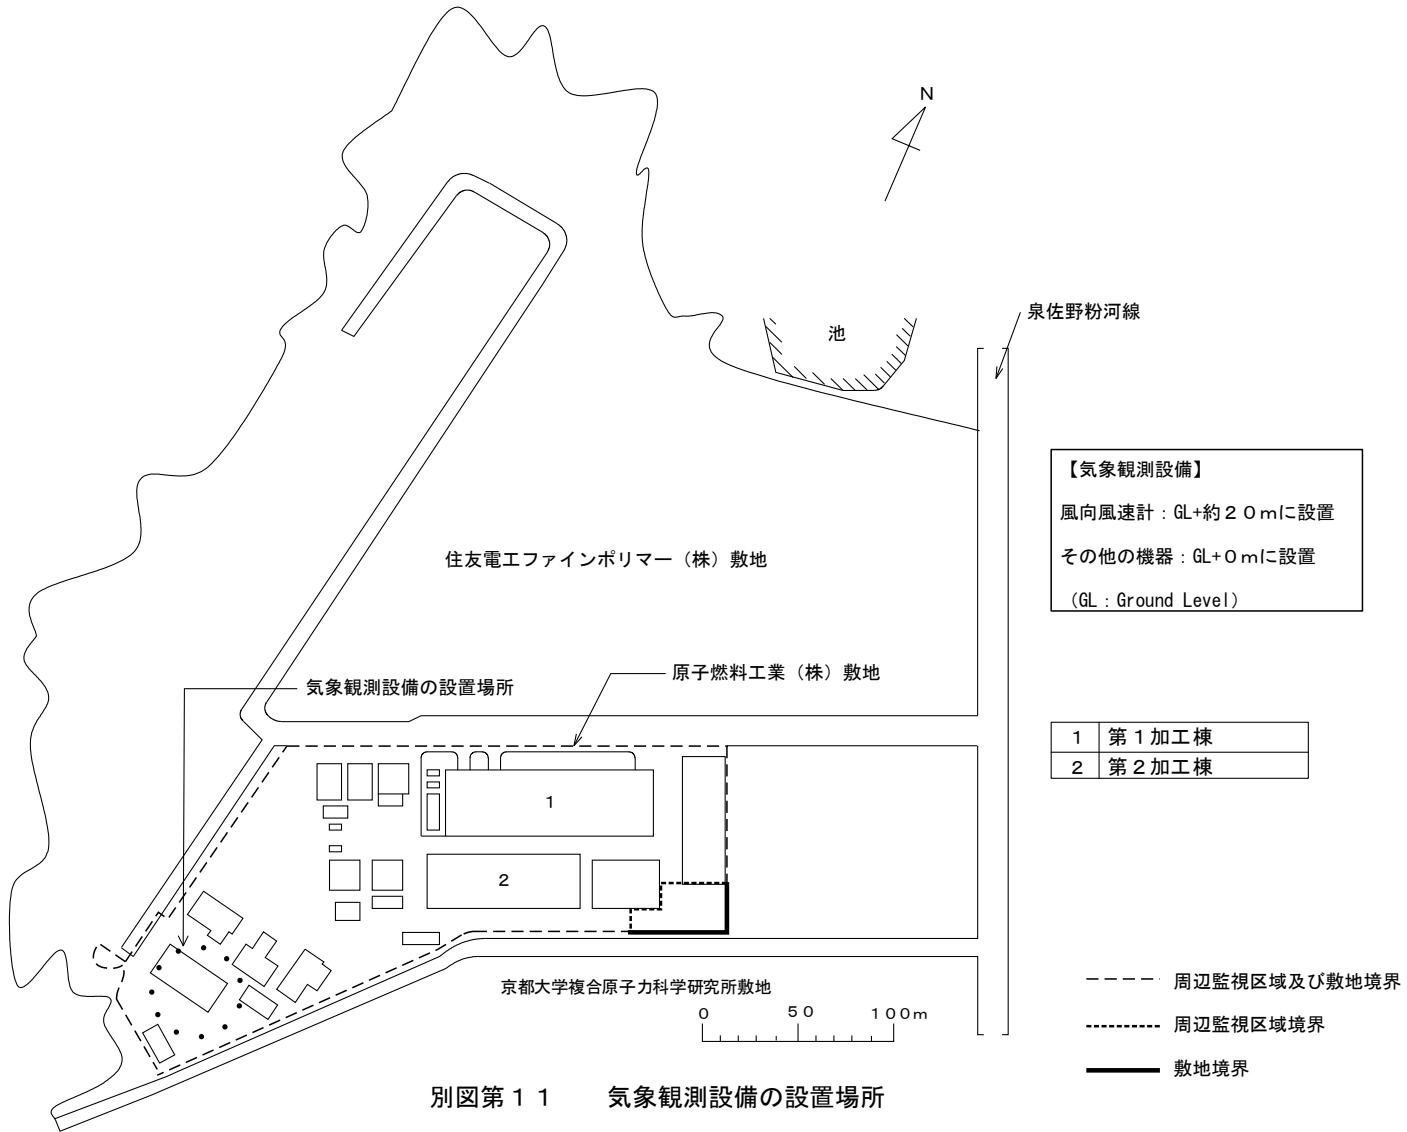 N
泉佐野粉河線
池
【気象観測設備】
風向風速計：GL+約２０ｍに設置
その他の機器：GL+０ｍに設置
（GL：Ground Level）
住友電工ファインポリマー（株）敷地
原子燃料工業（株）敷地
気象観測設備の設置場所
１ 第１加工棟
２ 第２加工棟
１
２
京都大学複合原子力科学研究所敷地
０ ５０ １００ｍ
周辺監視区域及び敷地境界
周辺監視区域境界
敷地境界
別図第１１ 気象観測設備の設置場所